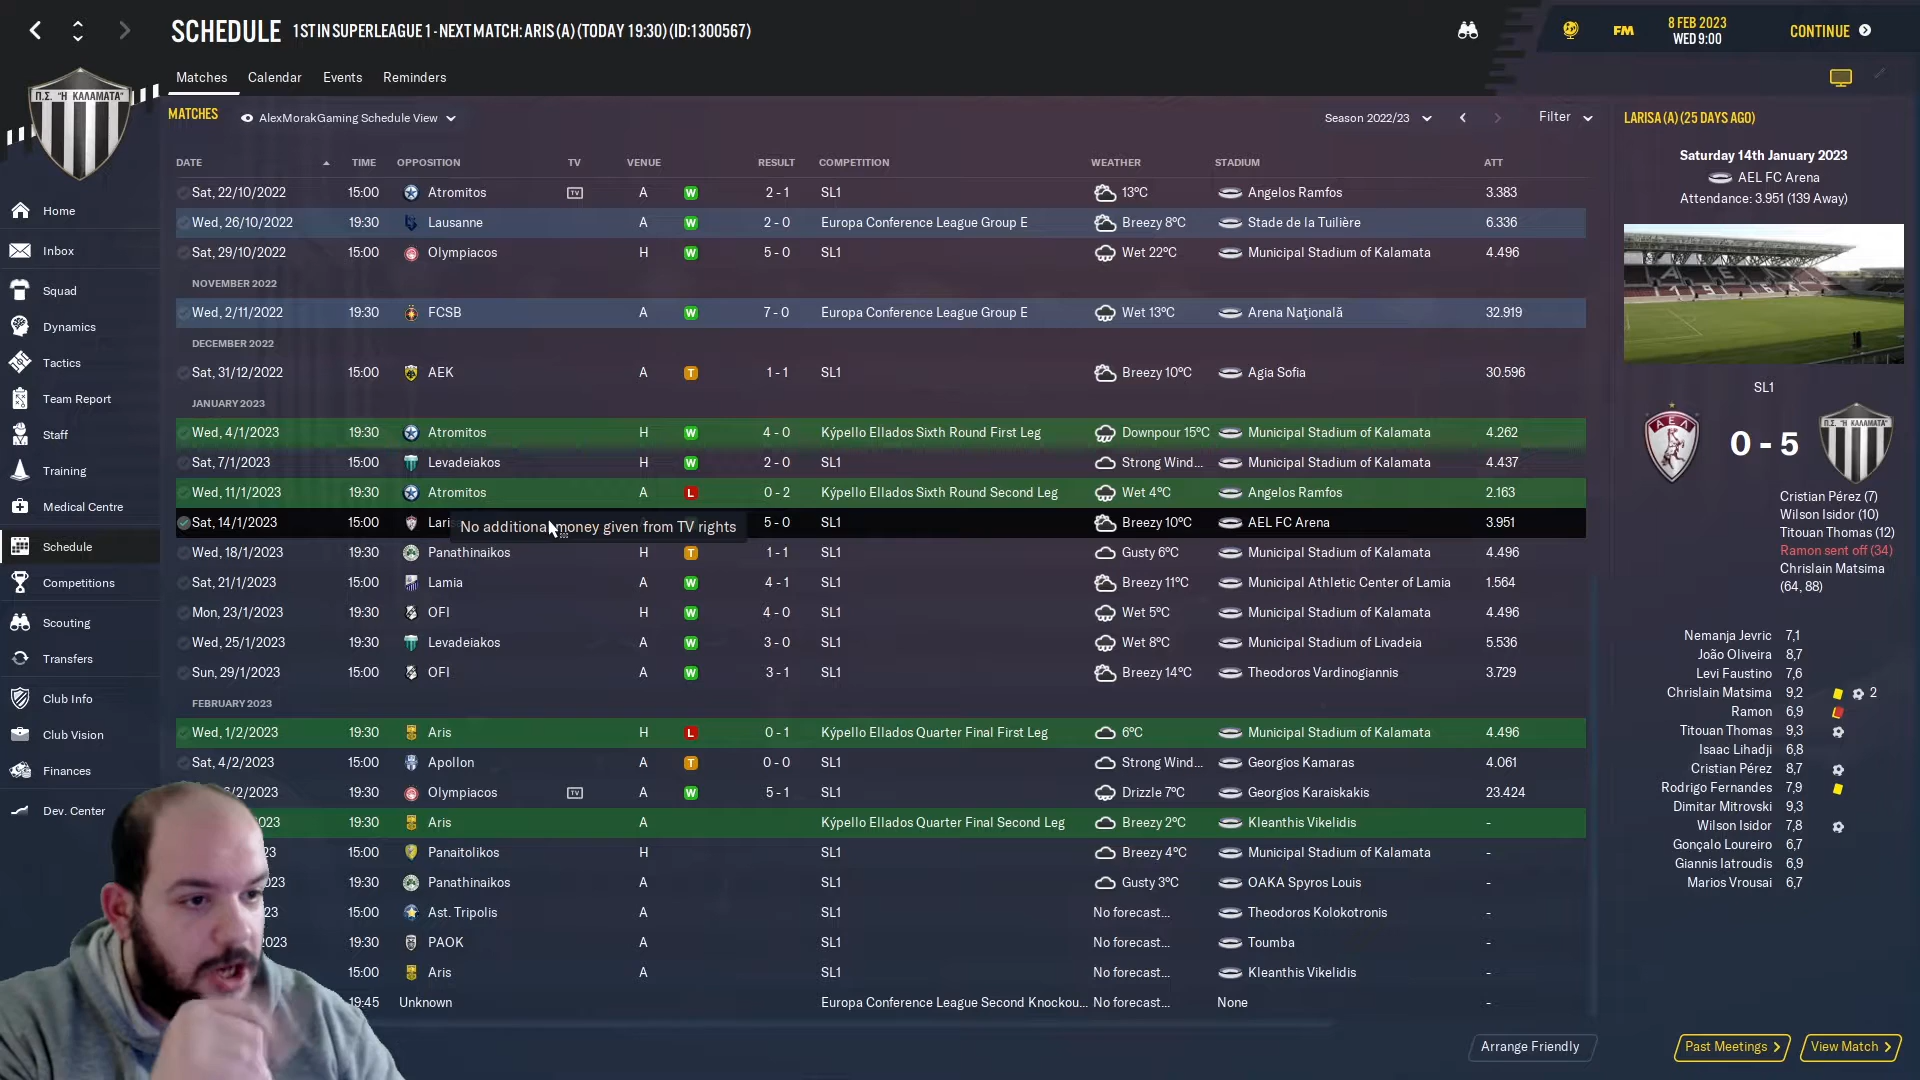 SCHEDULE 1ST IN SUPERLEAGUE 1 - NEXT MATCH: ARIS (A) (TODAY 19:30) (ID:1300567)
FM
8 FEB 2023
WED 9:00
CONTINUE
Π.Σ. "Η ΚΑΛΑΜΑΤΑ"
Matches Calendar Events Reminders
MATCHES AlexMorakGaming Schedule View Season 2022/23 Filter
DATE TIME OPPOSITION TV VENUE RESULT COMPETITION WEATHER STADIUM ATT
Sat, 22/10/2022 15:00 Atromitos TV A W 2 - 1 SL1 13°C Angelos Ramfos 3.383
Wed, 26/10/2022 19:30 Lausanne A W 2 - 0 Europa Conference League Group E Breezy 8°C Stade de la Tuilière 6.336
Sat, 29/10/2022 15:00 Olympiacos H W 5 - 0 SL1 Wet 22°C Municipal Stadium of Kalamata 4.496
NOVEMBER 2022
Wed, 2/11/2022 19:30 FCSB A W 7 - 0 Europa Conference League Group E Wet 13°C Arena Naţională 32.919
DECEMBER 2022
Sat, 31/12/2022 15:00 AEK A T 1 - 1 SL1 Breezy 10°C Agia Sofia 30.596
JANUARY 2023
Wed, 4/1/2023 19:30 Atromitos H W 4 - 0 Kýpello Ellados Sixth Round First Leg Downpour 15°C Municipal Stadium of Kalamata 4.262
Sat, 7/1/2023 15:00 Levadeiakos H W 2 - 0 SL1 Strong Wind... Municipal Stadium of Kalamata 4.437
Wed, 11/1/2023 19:30 Atromitos A L 0 - 2 Kýpello Ellados Sixth Round Second Leg Wet 4°C Angelos Ramfos 2.163
Sat, 14/1/2023 15:00 Lari 5 - 0 SL1 Breezy 10°C AEL FC Arena 3.951
No additional money given from TV rights
Wed, 18/1/2023 19:30 Panathinaikos H T 1 - 1 SL1 Gusty 6°C Municipal Stadium of Kalamata 4.496
Sat, 21/1/2023 15:00 Lamia A W 4 - 1 SL1 Breezy 11°C Municipal Athletic Center of Lamia 1.564
Mon, 23/1/2023 19:30 OFI H W 4 - 0 SL1 Wet 5°C Municipal Stadium of Kalamata 4.496
Wed, 25/1/2023 19:30 Levadeiakos A W 3 - 0 SL1 Wet 8°C Municipal Stadium of Livadeia 5.536
Sun, 29/1/2023 15:00 OFI A W 3 - 1 SL1 Breezy 14°C Theodoros Vardinogiannis 3.729
FEBRUARY 2023
Wed, 1/2/2023 19:30 Aris H L 0 - 1 Kýpello Ellados Quarter Final First Leg 6°C Municipal Stadium of Kalamata 4.496
Sat, 4/2/2023 15:00 Apollon A T 0 - 0 SL1 Strong Wind... Georgios Kamaras 4.061
/2/2023 19:30 Olympiacos TV A W 5 - 1 SL1 Drizzle 7°C Georgios Karaiskakis 23.424
023 19:30 Aris A Kýpello Ellados Quarter Final Second Leg Breezy 2°C Kleanthis Vikelidis -
23 15:00 Panaitolikos H SL1 Breezy 4°C Municipal Stadium of Kalamata -
023 19:30 Panathinaikos A SL1 Gusty 3°C OAKA Spyros Louis -
23 15:00 Ast. Tripolis A SL1 No forecast... Theodoros Kolokotronis -
023 19:30 PAOK A SL1 No forecast... Toumba -
15:00 Aris A SL1 No forecast... Kleanthis Vikelidis -
19:45 Unknown Europa Conference League Second Knockou... No forecast... None -
Home
Inbox
Squad
Dynamics
Tactics
Team Report
Staff
Training
Medical Centre
Schedule
Competitions
Scouting
Transfers
Club Info
Club Vision
Finances
Dev. Center
LARISA (A) (25 DAYS AGO)
Saturday 14th January 2023
AEL FC Arena
Attendance: 3.951 (139 Away)
SL1
ΑΕΛ 0 - 5 Π.Σ. "Η ΚΑΛΑΜΑΤΑ"
Cristian Pérez (7)
Wilson Isidor (10)
Titouan Thomas (12)
Ramon sent off (34)
Chrislain Matsima
(64, 88)
Nemanja Jevric 7,1
João Oliveira 8,7
Levi Faustino 7,6
Chrislain Matsima 9,2 2
Ramon 6,9
Titouan Thomas 9,3
Isaac Lihadji 6,8
Cristian Pérez 8,7
Rodrigo Fernandes 7,9
Dimitar Mitrovski 9,3
Wilson Isidor 7,8
Gonçalo Loureiro 6,7
Giannis Iatroudis 6,9
Marios Vrousai 6,7
Arrange Friendly
Past Meetings
View Match